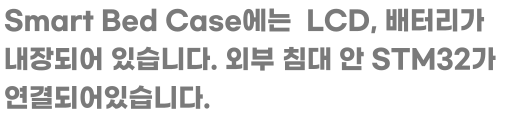 Smart Bed Case에는 LCD, 배터리가
내장되어 있습니다. 외부 침대 안 STM32가
연결되어있습니다.